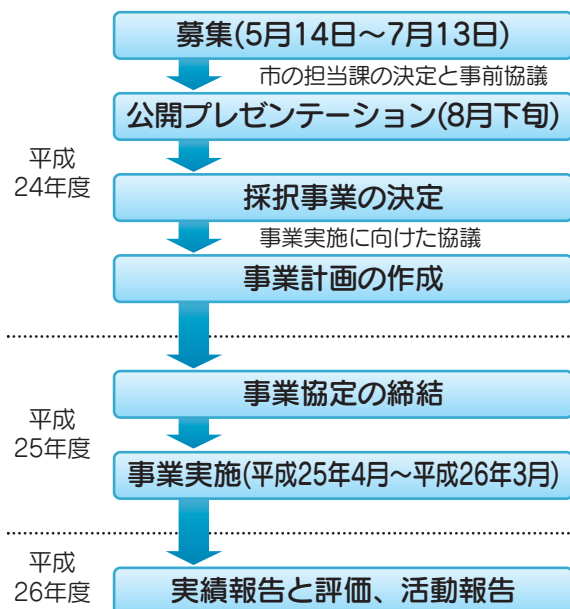 募集(5月14日～7月13日)
市の担当課の決定と事前協議
公開プレゼンテーション(8月下旬)
平成
24年度
採択事業の決定
事業実施に向けた協議
事業計画の作成
事業協定の締結
平成
25年度
事業実施(平成25年4月～平成26年3月)
平成
26年度
実績報告と評価、活動報告